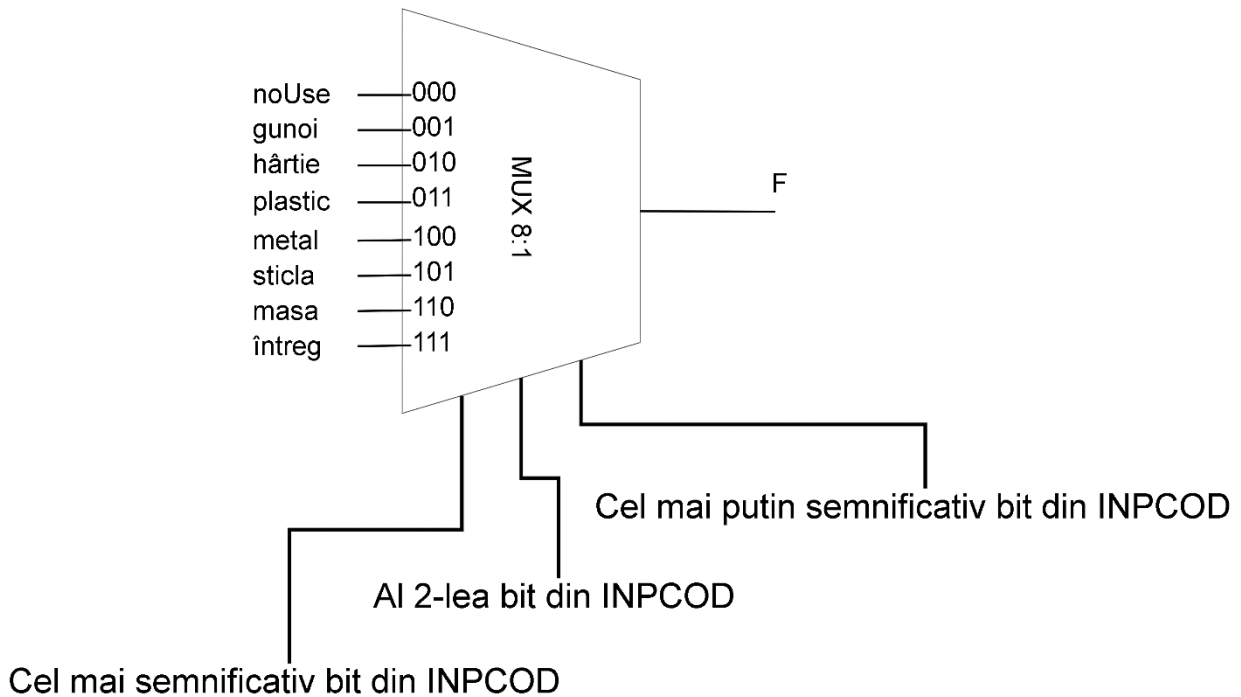 noUse 000
gunoi 001
hârtie 010
plastic 011
metal 100
sticla 101
masa 110
întreg 111
MUX 8:1
F
Cel mai putin semnificativ bit din INPCOD
Al 2-lea bit din INPCOD
Cel mai semnificativ bit din INPCOD